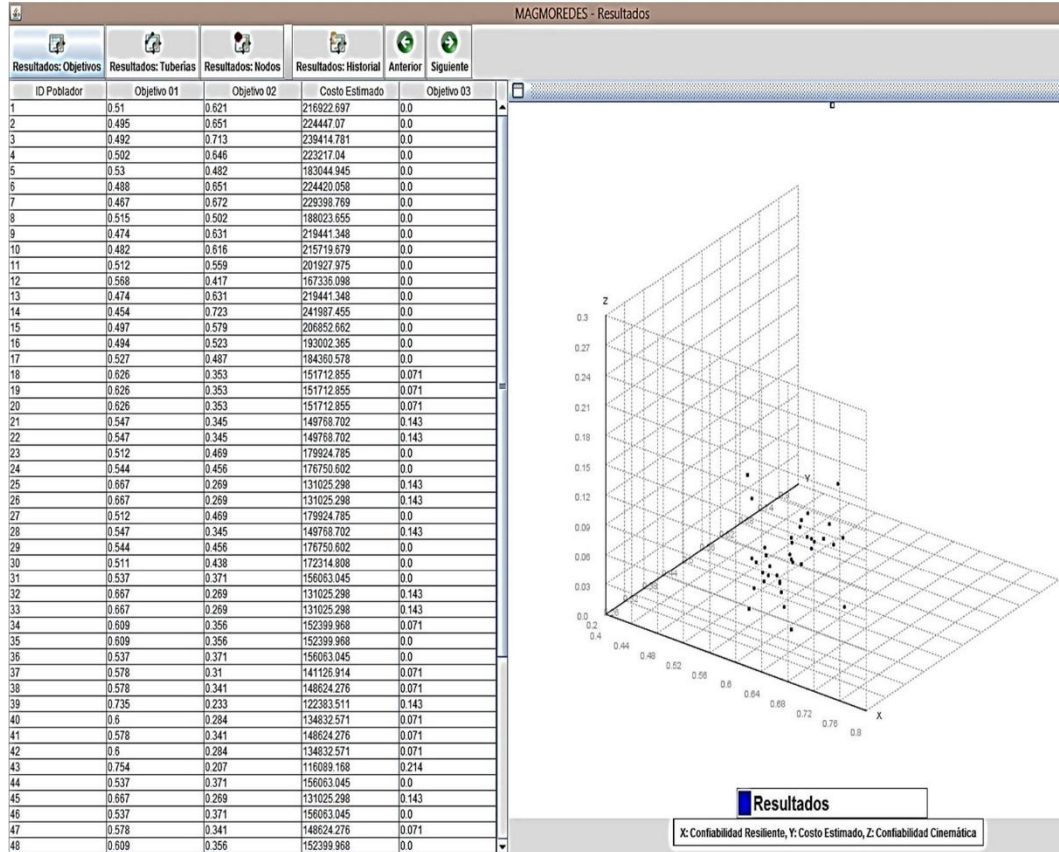 MAGMOREDES - Resultados
Resultados: Objetivos Resultados: Tuberias Resultados: Nodos Resultados: Historial Anterior Siguiente
ID Poblador Objetivo 01 Objetivo 02 Costo Estimado Objetivo 03
1 0.51 0.621 216922.697 0.0
2 0.495 0.651 224447.07 0.0
3 0.492 0.713 239414.781 0.0
4 0.502 0.646 223217.04 0.0
5 0.53 0.482 183044.945 0.0
6 0.488 0.651 224420.058 0.0
7 0.467 0.672 229398.769 0.0
8 0.515 0.502 188023.655 0.0
9 0.474 0.631 219441.348 0.0
10 0.482 0.616 215719.679 0.0
11 0.512 0.559 201927.975 0.0
12 0.568 0.417 167336.098 0.0
13 0.474 0.631 219441.348 0.0
14 0.454 0.723 241987.455 0.0
15 0.497 0.579 206852.662 0.0
16 0.494 0.523 193002.365 0.0
17 0.527 0.487 184360.578 0.0
18 0.626 0.353 151712.855 0.071
19 0.626 0.353 151712.855 0.071
20 0.626 0.353 151712.855 0.071
21 0.547 0.345 149768.702 0.143
22 0.547 0.345 149768.702 0.143
23 0.512 0.469 179924.785 0.0
24 0.544 0.456 176750.602 0.0
25 0.667 0.269 131025.298 0.143
26 0.667 0.269 131025.298 0.143
27 0.512 0.469 179924.785 0.0
28 0.547 0.345 149768.702 0.143
29 0.544 0.456 176750.602 0.0
30 0.511 0.438 172314.808 0.0
31 0.537 0.371 156063.045 0.0
32 0.667 0.269 131025.298 0.143
33 0.667 0.269 131025.298 0.143
34 0.609 0.356 152399.968 0.071
35 0.609 0.356 152399.968 0.0
36 0.537 0.371 156063.045 0.0
37 0.578 0.31 141126.914 0.071
38 0.578 0.341 148624.276 0.071
39 0.735 0.233 122383.511 0.143
40 0.6 0.284 134832.571 0.071
41 0.578 0.341 148624.276 0.071
42 0.6 0.284 134832.571 0.071
43 0.754 0.207 116089.168 0.214
44 0.537 0.371 156063.045 0.0
45 0.667 0.269 131025.298 0.143
46 0.537 0.371 156063.045 0.0
47 0.578 0.341 148624.276 0.071
48 0.609 0.356 152399.968 0.0
Z
0.3
0.27
0.24
0.21
0.18
0.15
0.12
0.09
0.06
0.03
0.0
0.2
Y
0.4
0.44
0.48
0.52
0.56
0.6
0.64
0.68
0.72
0.76
0.8
X
Resultados
X: Confiabilidad Resiliente, Y: Costo Estimado, Z: Confiabilidad Cinemática